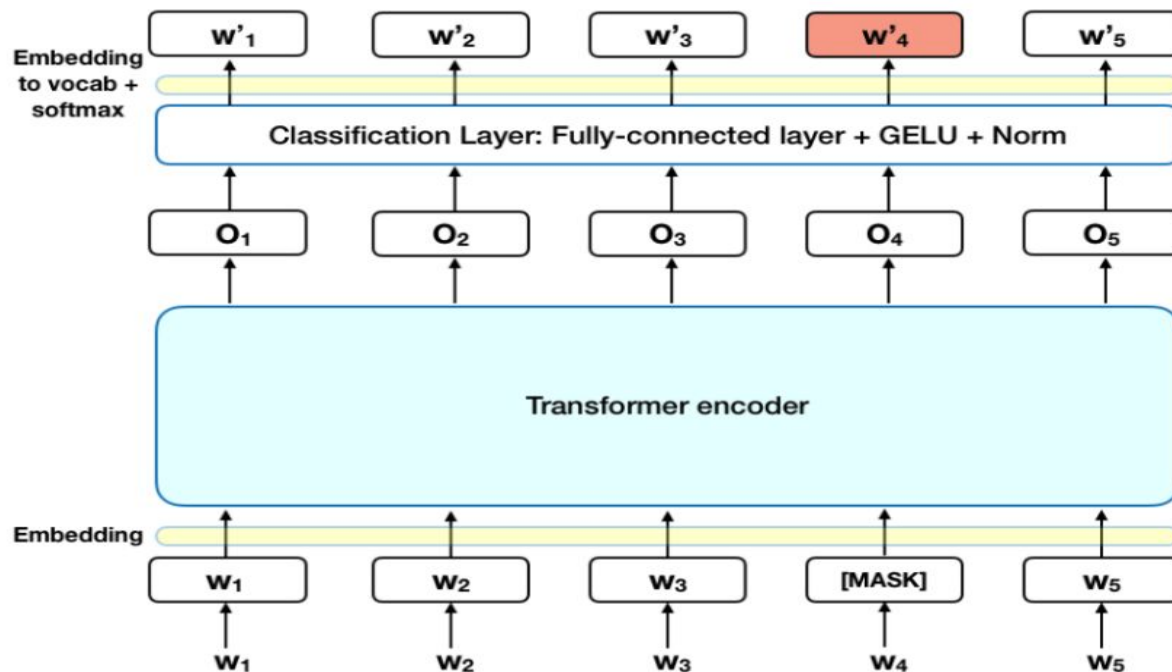 w'₁ w'₂ w'₃ w'₄ w'₅
Embedding
to vocab +
softmax
Classification Layer: Fully-connected layer + GELU + Norm
O₁ O₂ O₃ O₄ O₅
Transformer encoder
Embedding
w₁ w₂ w₃ [MASK] w₅
w₁ w₂ w₃ w₄ w₅